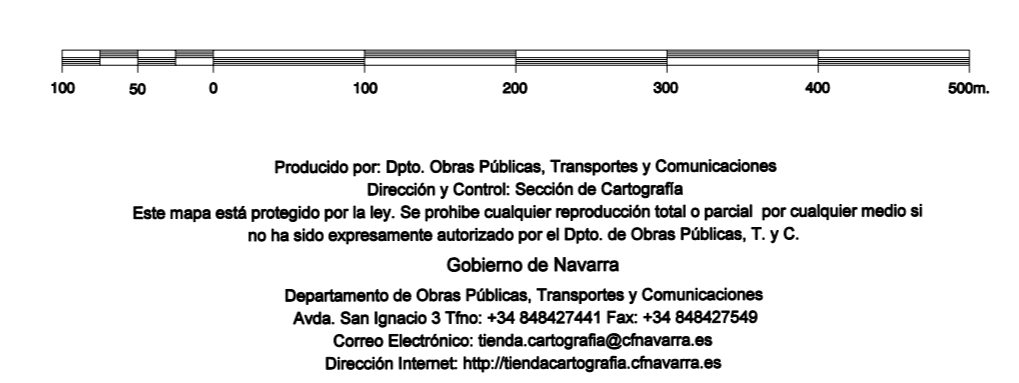 100 50 0 100 200 300 400 500m.
Producido por: Dpto. Obras Públicas, Transportes y Comunicaciones
Dirección y Control: Sección de Cartografía
Este mapa está protegido por la ley. Se prohibe cualquier reproducción total o parcial por cualquier medio si
no ha sido expresamente autorizado por el Dpto. de Obras Públicas, T. y C.
Gobierno de Navarra
Departamento de Obras Públicas, Transportes y Comunicaciones
Avda. San Ignacio 3 Tfno: +34 848427441 Fax: +34 848427549
Correo Electrónico: tienda.cartografia@cfnavarra.es
Dirección Internet: http://tiendacartografia.cfnavarra.es